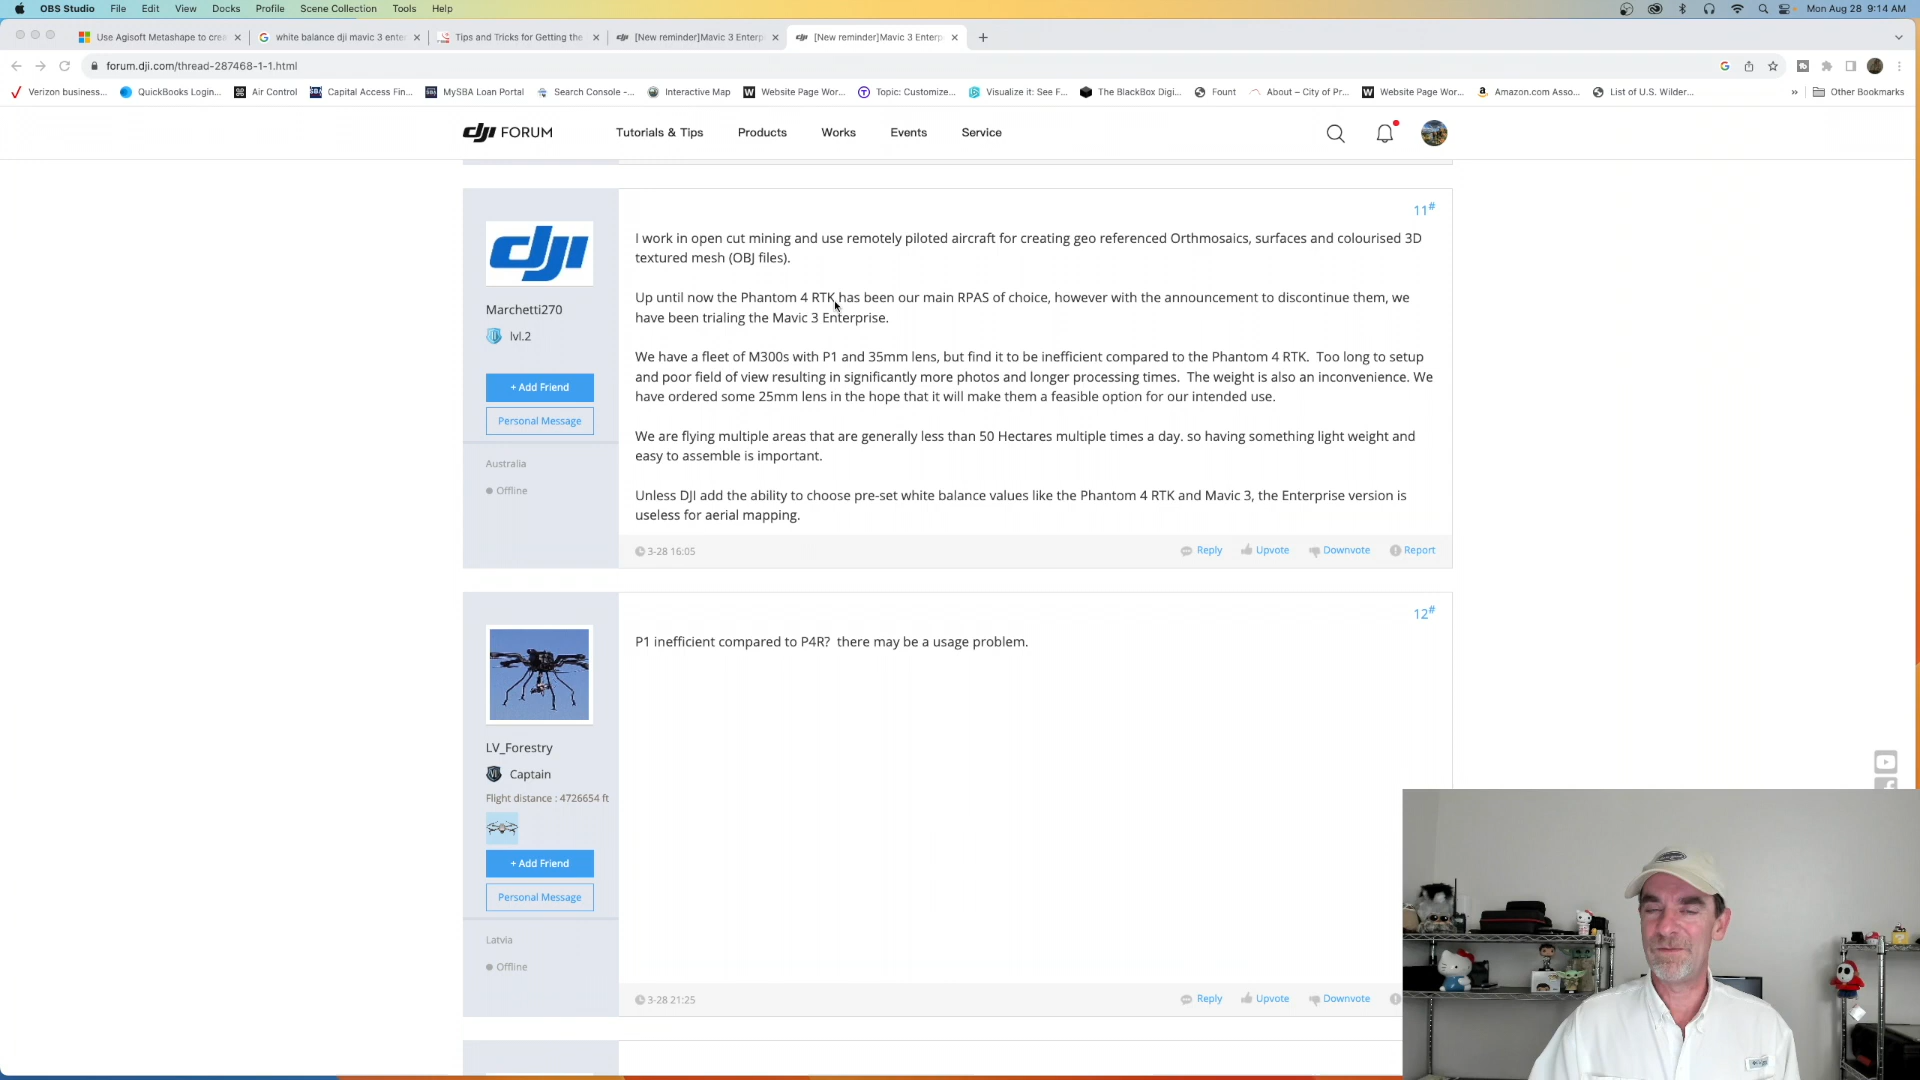 OBS Studio File Edit View Docks Profile Scene Collection Tools Help Mon Aug 28 9:14 AM
Use Agisoft Metashape to crea white balance dji mavic 3 enter Tips and Tricks for Getting the [New reminder]Mavic 3 Enterp [New reminder]Mavic 3 Enterp
forum.dji.com/thread-287468-1-1.html
Verizon business... QuickBooks Login... Air Control Capital Access Fin... MySBA Loan Portal Search Console -... Interactive Map Website Page Wor... Topic: Customize... Visualize it: See F... The BlackBox Digi... Fount About – City of Pr... Website Page Wor... Amazon.com Asso... List of U.S. Wilder... » Other Bookmarks
dji FORUM Tutorials & Tips Products Works Events Service
11#
dji
Marchetti270
lvl.2
+ Add Friend
Personal Message
Australia
Offline
I work in open cut mining and use remotely piloted aircraft for creating geo referenced Orthmosaics, surfaces and colourised 3D
textured mesh (OBJ files).
Up until now the Phantom 4 RTK has been our main RPAS of choice, however with the announcement to discontinue them, we
have been trialing the Mavic 3 Enterprise.
We have a fleet of M300s with P1 and 35mm lens, but find it to be inefficient compared to the Phantom 4 RTK. Too long to setup
and poor field of view resulting in significantly more photos and longer processing times. The weight is also an inconvenience. We
have ordered some 25mm lens in the hope that it will make them a feasible option for our intended use.
We are flying multiple areas that are generally less than 50 Hectares multiple times a day. so having something light weight and
easy to assemble is important.
Unless DJI add the ability to choose pre-set white balance values like the Phantom 4 RTK and Mavic 3, the Enterprise version is
useless for aerial mapping.
3-28 16:05 Reply Upvote Downvote Report
12#
LV_Forestry
Captain
Flight distance : 4726654 ft
+ Add Friend
Personal Message
Latvia
Offline
P1 inefficient compared to P4R? there may be a usage problem.
3-28 21:25 Reply Upvote Downvote